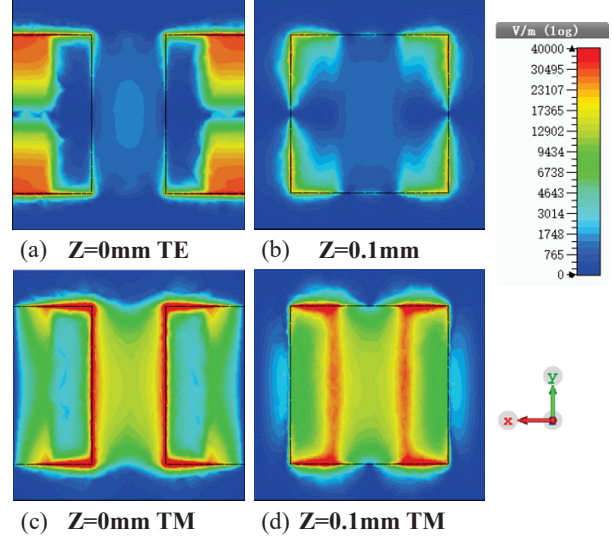 V/m (log)
40000
30495
23107
17365
12902
9434
6738
4643
3014
1748
765
0
(a) Z=0mm TE
(b) Z=0.1mm
y
x
(c) Z=0mm TM
(d) Z=0.1mm TM